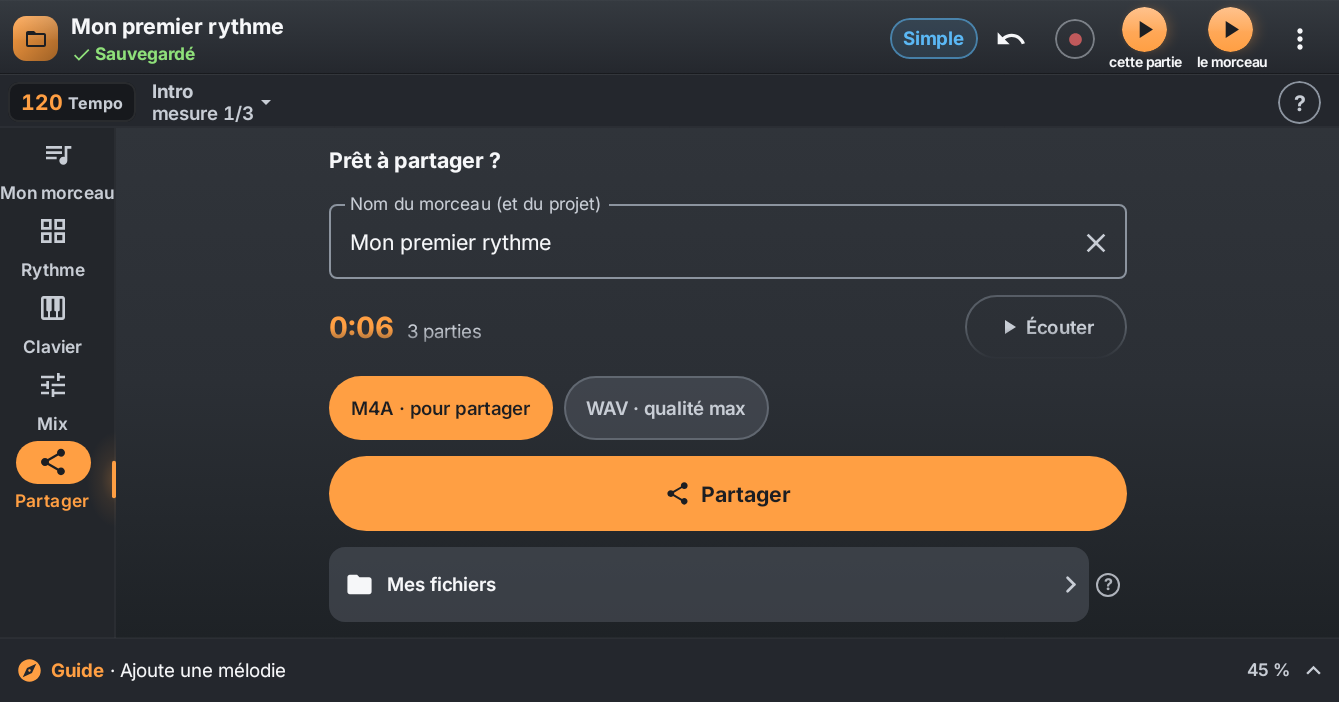 Mon premier rythme
Sauvegardé
Simple
cette partie
le morceau
120 Tempo
Intro
mesure 1/3
?
Mon morceau
Rythme
Clavier
Mix
Partager
Prêt à partager ?
Nom du morceau (et du projet)
Mon premier rythme
0:06 3 parties
Écouter
M4A · pour partager
WAV · qualité max
Partager
Mes fichiers
?
Guide · Ajoute une mélodie
45 %